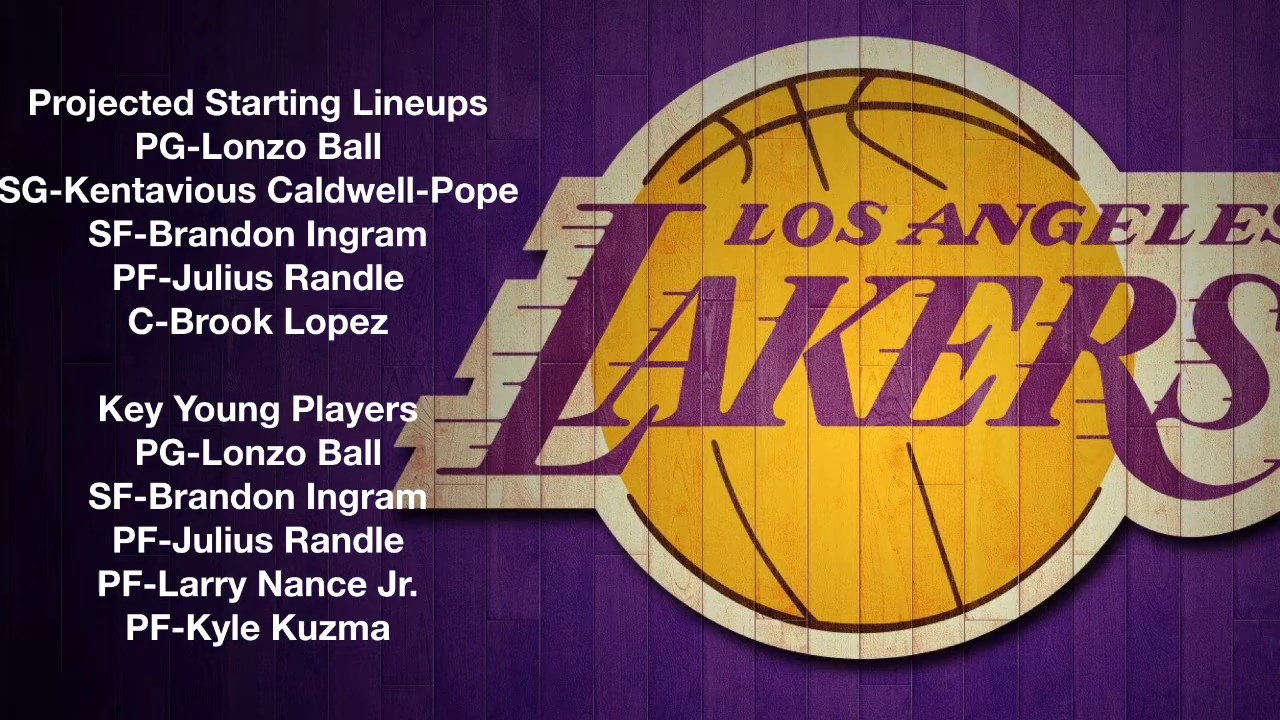 Projected Starting Lineups
PG-Lonzo Ball
SG-Kentavious Caldwell-Pope
SF-Brandon Ingram
PF-Julius Randle
C-Brook Lopez
Key Young Players
PG-Lonzo Ball
SF-Brandon Ingram
PF-Julius Randle
PF-Larry Nance Jr.
PF-Kyle Kuzma
LOS ANGELES
LAKERS